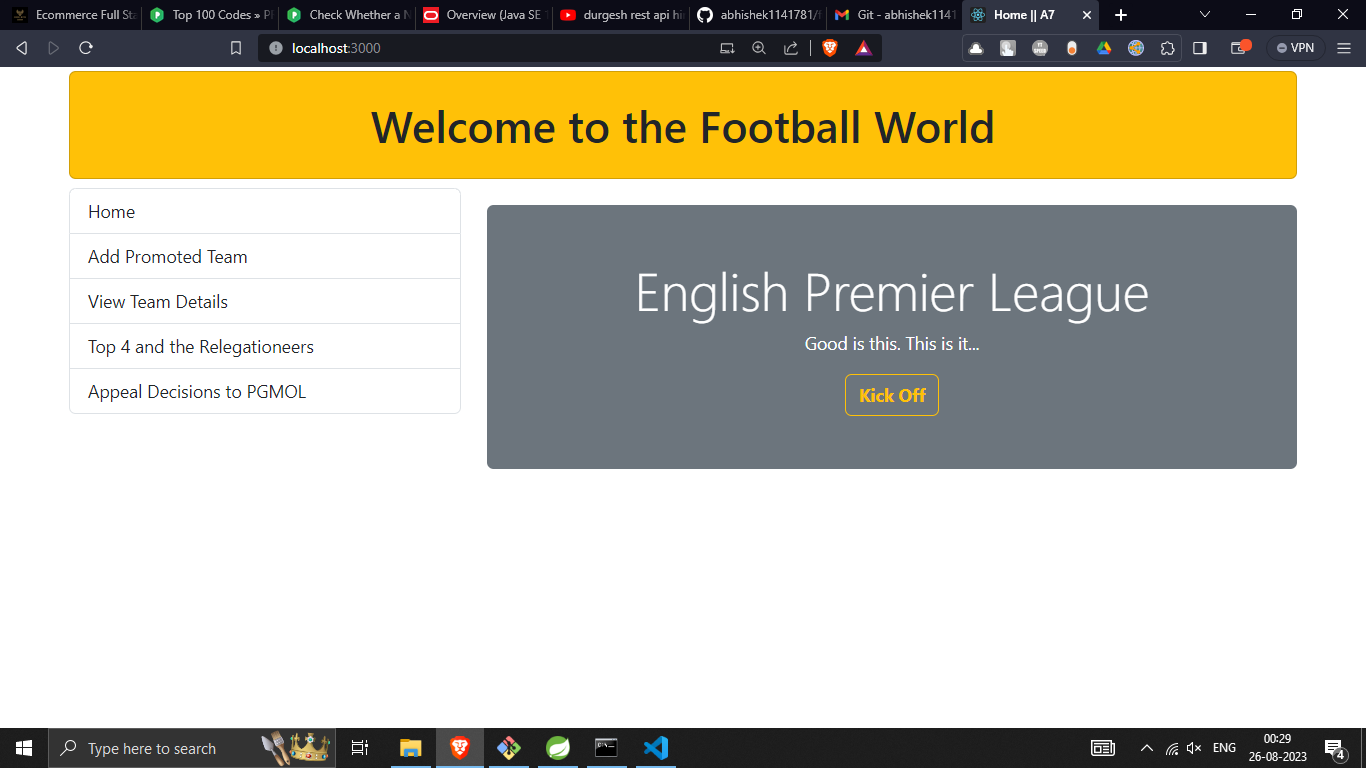 Ecommerce Full Sta
Top 100 Codes » P
Check Whether a N
Overview (Java SE 1
durgesh rest api hin
abhishek1141781/f
Git - abhishek1141
Home || A7
localhost:3000
VPN
Welcome to the Football World
Home
Add Promoted Team
View Team Details
Top 4 and the Relegationeers
Appeal Decisions to PGMOL
English Premier League
Good is this. This is it...
Kick Off
Type here to search
ENG
00:29
26-08-2023
4